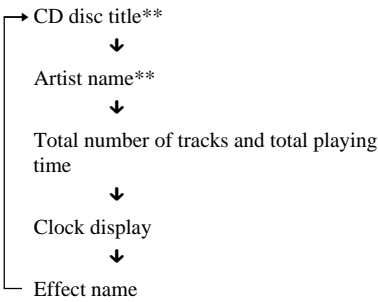 CD disc title**
Artist name**
Total number of tracks and total playing
time
Clock display
Effect name